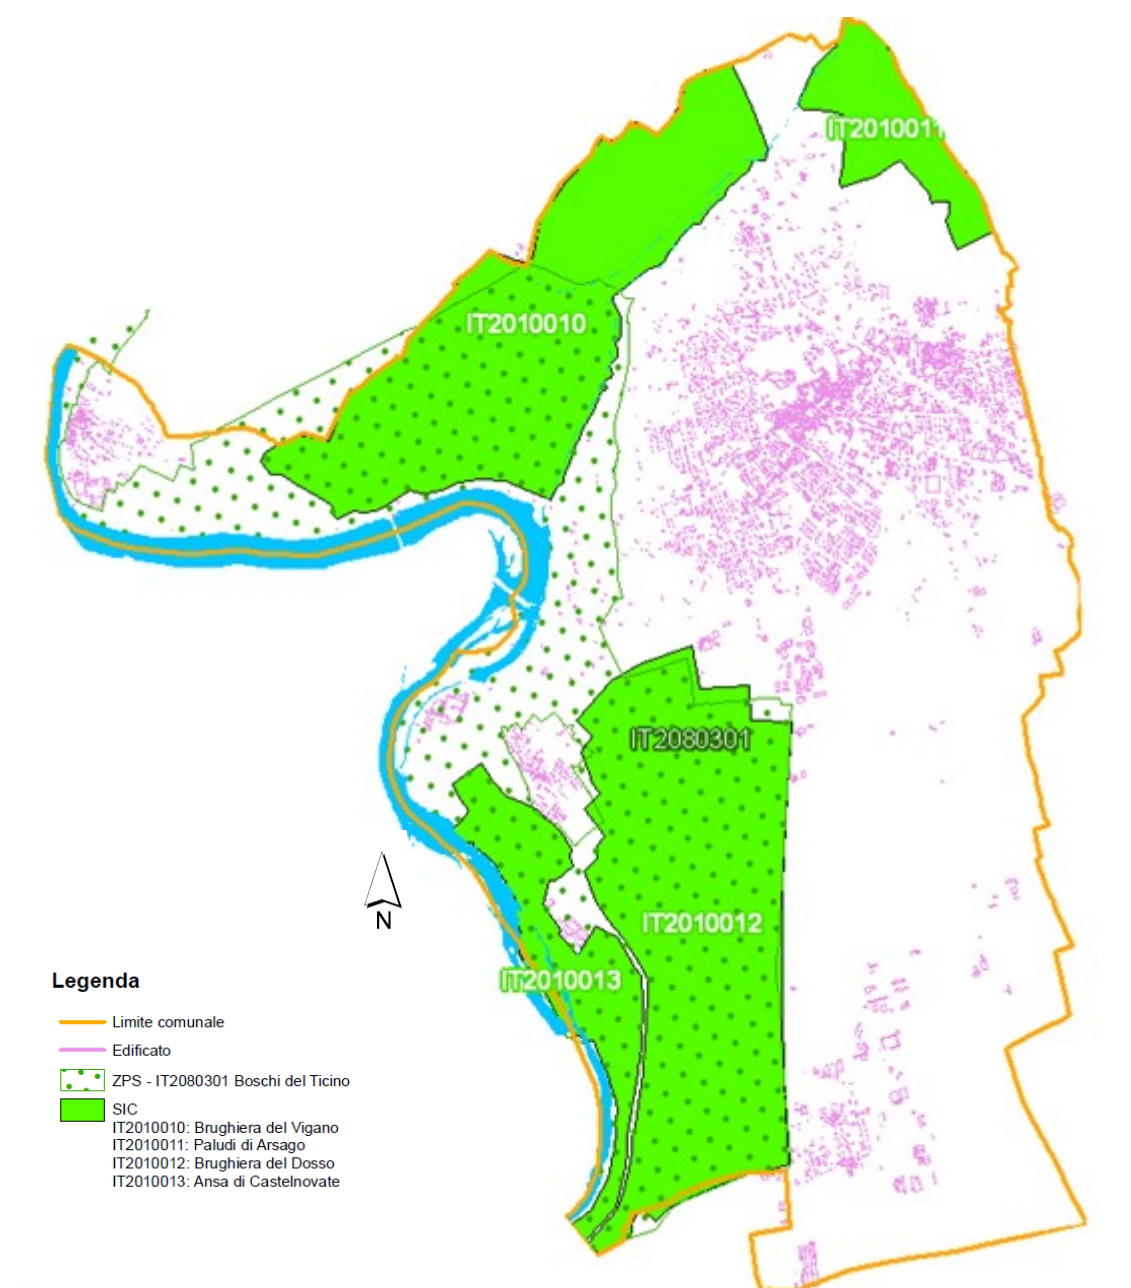 IT2010011
IT2010010
IT2080301
IT2010012
IT2010013
N
Legenda
Limite comunale
Edificato
ZPS - IT2080301 Boschi del Ticino
SIC
IT2010010: Brughiera del Vigano
IT2010011: Paludi di Arsago
IT2010012: Brughiera del Dosso
IT2010013: Ansa di Castelnovate